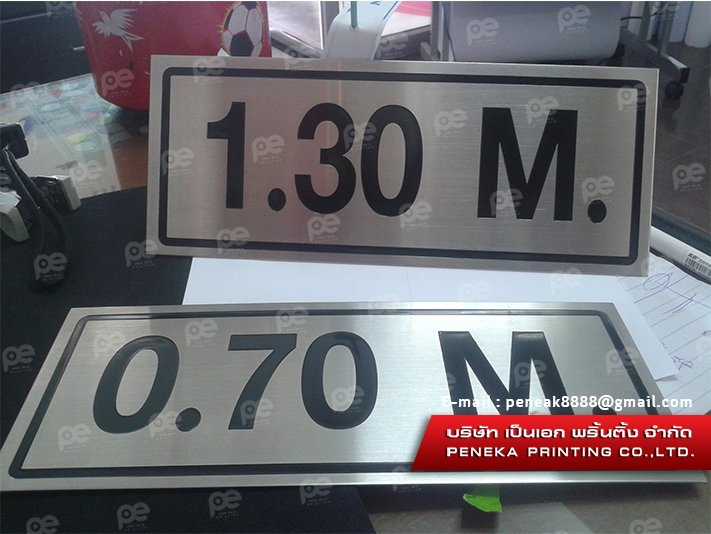 1.30 M.
0.70 M.
E-mail : peneak8888@gmail.com
บริษัท เป็นเอก พริ้นติ้ง จำกัด
PENEKA PRINTING CO.,LTD.
pe